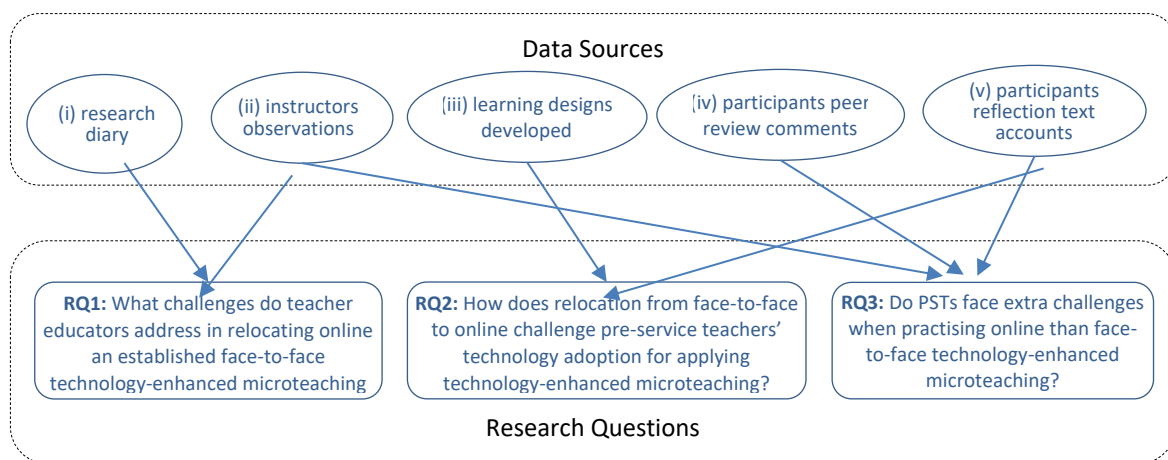 Data Sources
(i) research
diary
(ii) instructors
observations
(iii) learning designs
developed
(iv) participants peer
review comments
(v) participants
reflection text
accounts
RQ1: What challenges do teacher
educators address in relocating online
an established face-to-face
technology-enhanced microteaching
RQ2: How does relocation from face-to-face
to online challenge pre-service teachers’
technology adoption for applying
technology-enhanced microteaching?
RQ3: Do PSTs face extra challenges
when practising online than face-
to-face technology-enhanced
microteaching?
Research Questions